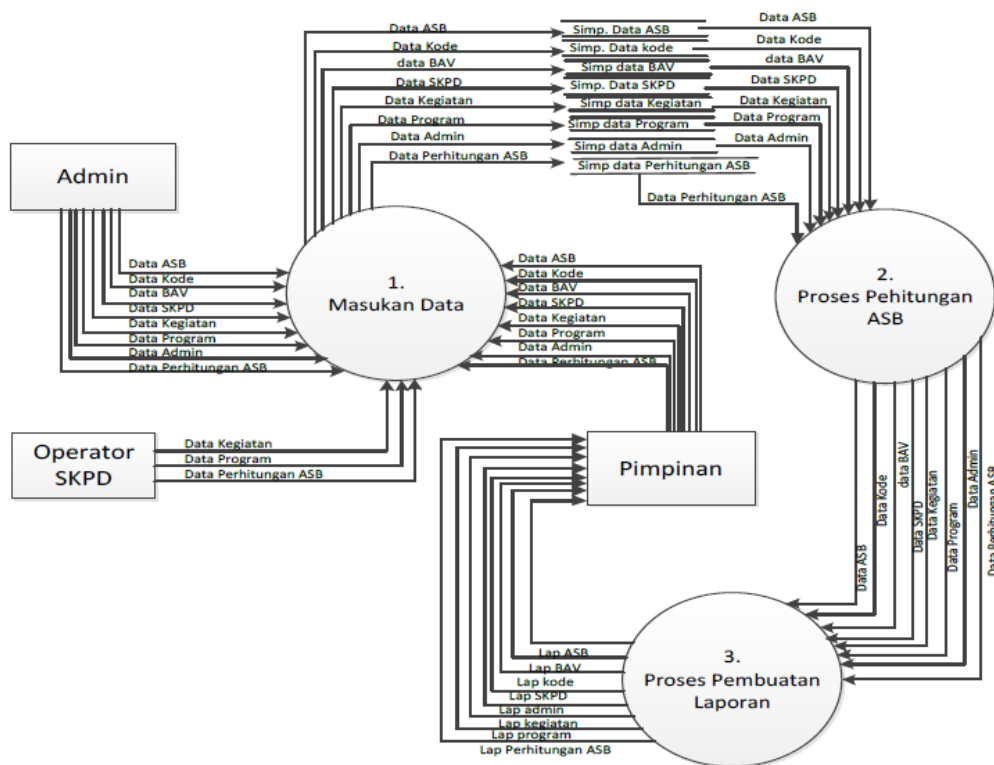 Data ASB
Data Kode
data BAV
Data SKPD
Data Kegiatan
Data Program
Data Admin
Data Perhitungan ASB
Simp. Data ASB
Simp. Data kode
Simp data BAV
Simp. Data SKPD
Simp data Kegiatan
Simp data Program
Simp data Admin
Simp data Perhitungan ASB
Data ASB
Data Kode
data BAV
Data SKPD
Data Kegiatan
Data Program
Data Admin
Data Perhitungan ASB
Admin
Data ASB
Data Kode
Data BAV
Data SKPD
Data Kegiatan
Data Program
Data Admin
Data Perhitungan ASB
1.
Masukan Data
Data ASB
Data Kode
Data BAV
Data SKPD
Data Kegiatan
Data Program
Data Admin
Data Perhitungan ASB
2.
Proses Pehitungan
ASB
Operator
SKPD
Data Kegiatan
Data Program
Data Perhitungan ASB
Pimpinan
Data ASB
Data Kode
data BAV
Data SKPD
Data Kegiatan
Data Program
Data Admin
Data Perhitungan ASB
3.
Proses Pembuatan
Laporan
Lap ASB
Lap BAV
Lap kode
Lap SKPD
Lap admin
Lap kegiatan
Lap program
Lap Perhitungan ASB